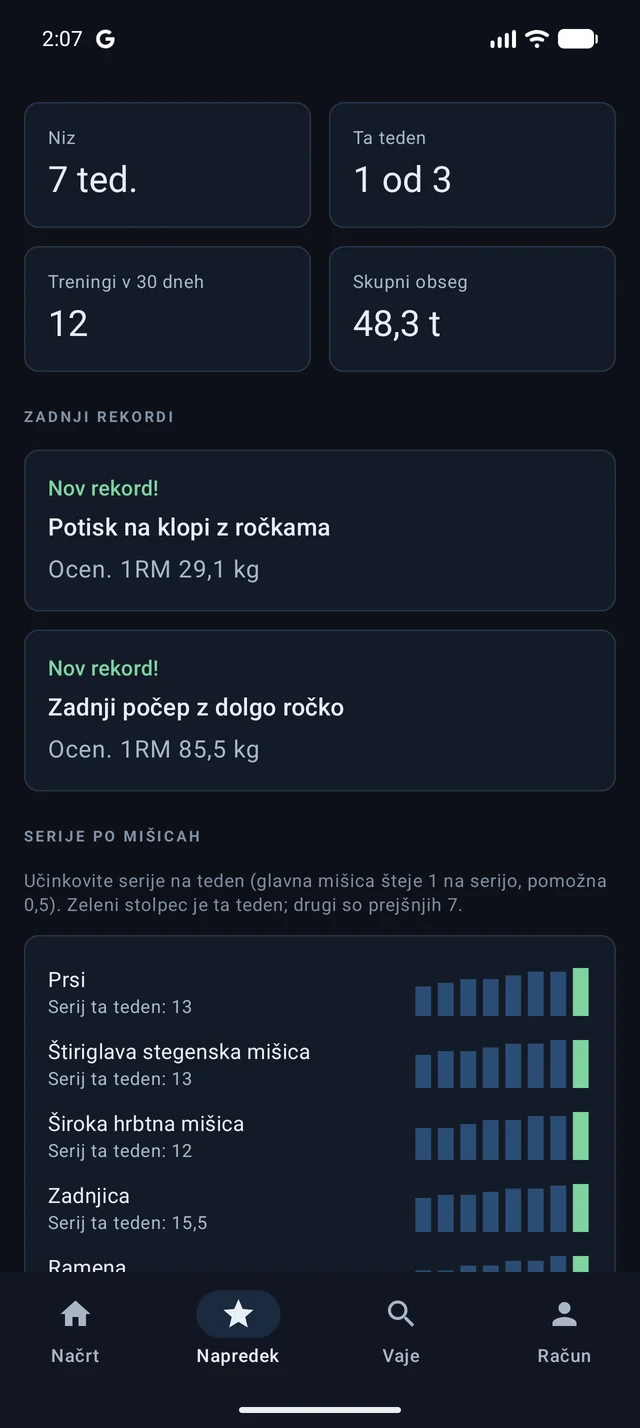 2:07
Niz
7 ted.
Ta teden
1 od 3
Treningi v 30 dneh
12
Skupni obseg
48,3 t
ZADNJI REKORDI
Nov rekord!
Potisk na klopi z ročkama
Ocen. 1RM 29,1 kg
Nov rekord!
Zadnji počep z dolgo ročko
Ocen. 1RM 85,5 kg
SERIJE PO MIŠICAH
Učinkovite serije na teden (glavna mišica šteje 1 na serijo, pomožna
0,5). Zeleni stolpec je ta teden; drugi so prejšnjih 7.
Prsi
Serij ta teden: 13
Štiriglava stegenska mišica
Serij ta teden: 13
Široka hrbtna mišica
Serij ta teden: 12
Zadnjica
Serij ta teden: 15,5
Ramena
Načrt
Napredek
Vaje
Račun